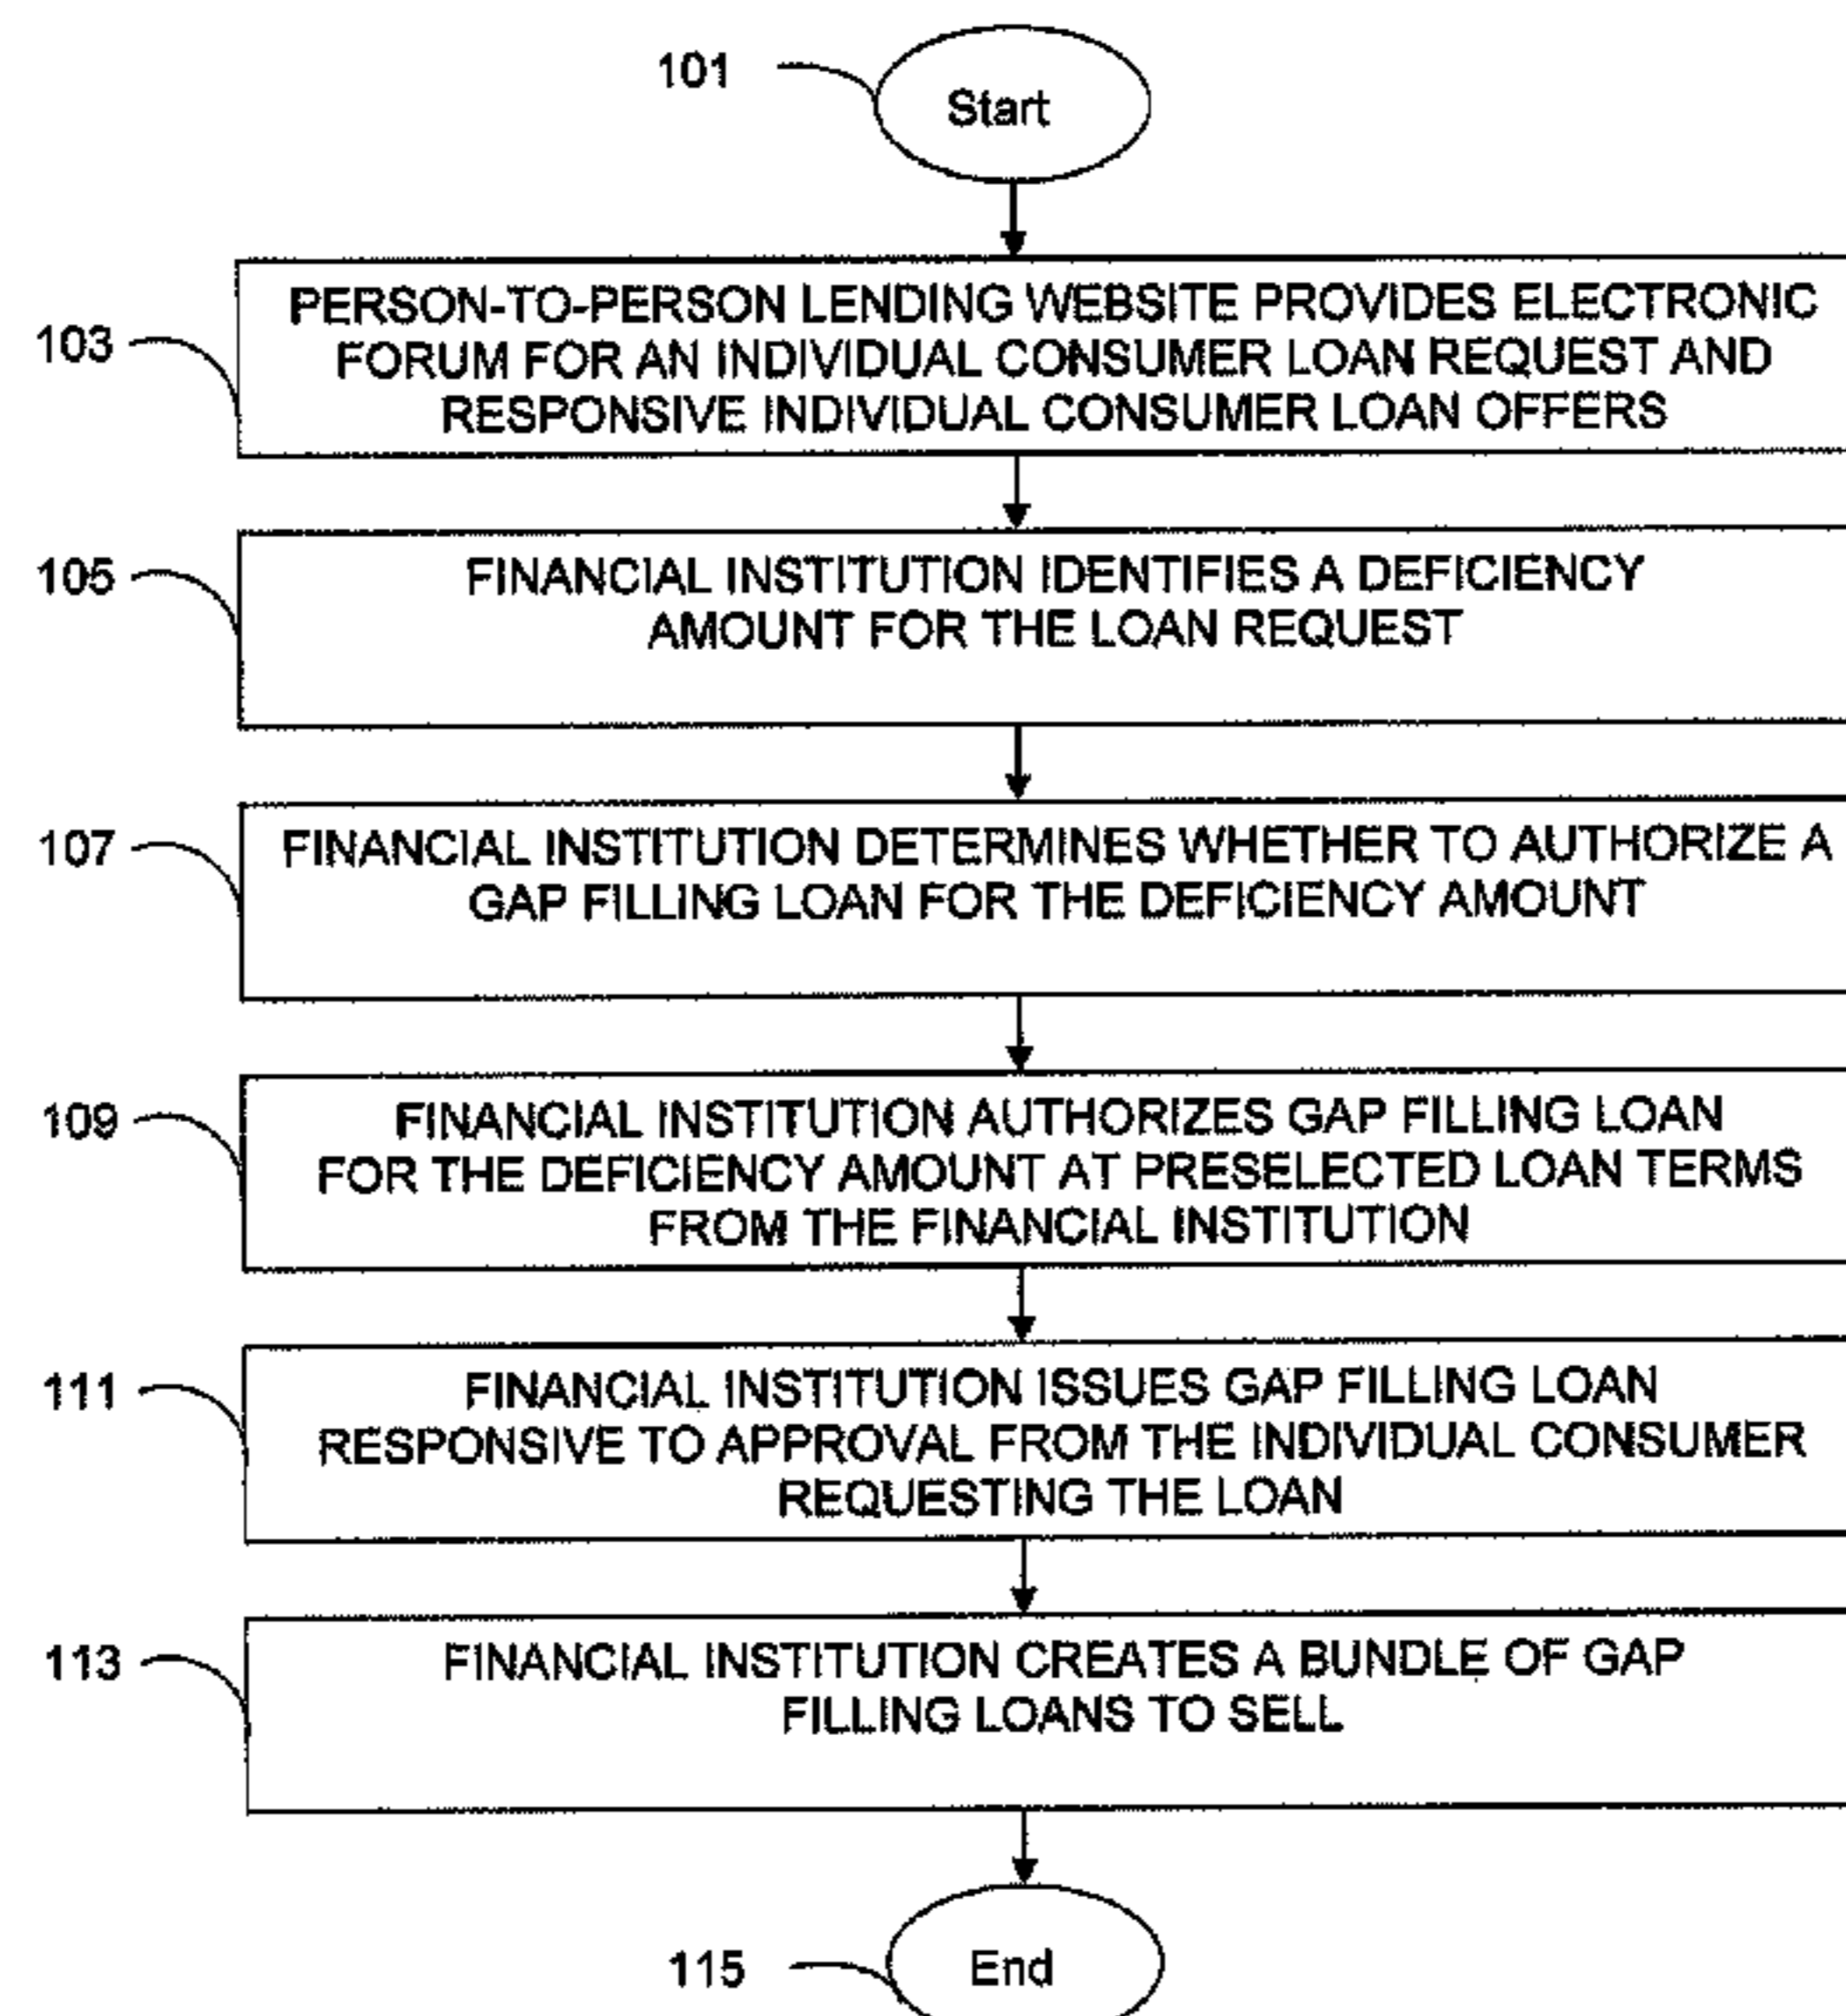 101
Start
103
PERSON-TO-PERSON LENDING WEBSITE PROVIDES ELECTRONIC
FORUM FOR AN INDIVIDUAL CONSUMER LOAN REQUEST AND
RESPONSIVE INDIVIDUAL CONSUMER LOAN OFFERS
105
FINANCIAL INSTITUTION IDENTIFIES A DEFICIENCY
AMOUNT FOR THE LOAN REQUEST
107
FINANCIAL INSTITUTION DETERMINES WHETHER TO AUTHORIZE A
GAP FILLING LOAN FOR THE DEFICIENCY AMOUNT
109
FINANCIAL INSTITUTION AUTHORIZES GAP FILLING LOAN
FOR THE DEFICIENCY AMOUNT AT PRESELECTED LOAN TERMS
FROM THE FINANCIAL INSTITUTION
111
FINANCIAL INSTITUTION ISSUES GAP FILLING LOAN
RESPONSIVE TO APPROVAL FROM THE INDIVIDUAL CONSUMER
REQUESTING THE LOAN
113
FINANCIAL INSTITUTION CREATES A BUNDLE OF GAP
FILLING LOANS TO SELL
115
End